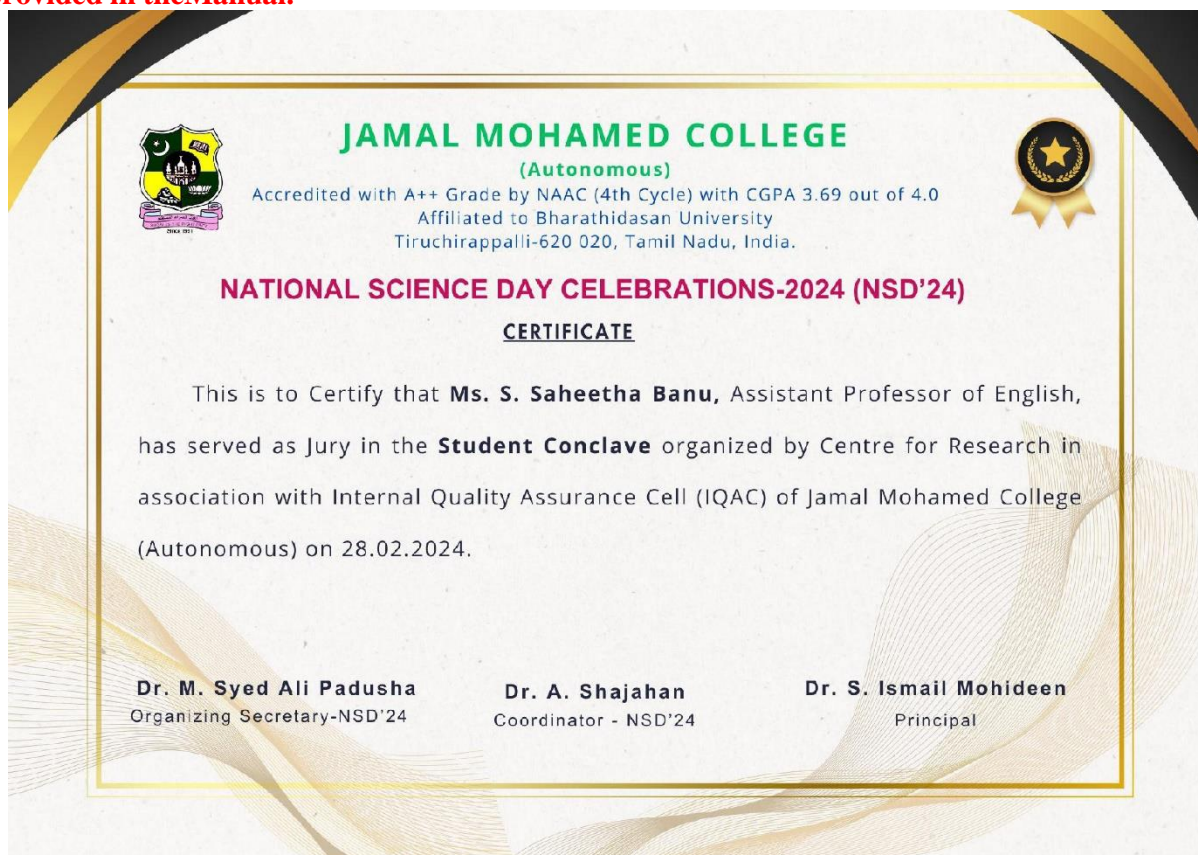 provided in theManual.
JAMAL MOHAMED COLLEGE
(Autonomous)
Accredited with A++ Grade by NAAC (4th Cycle) with CGPA 3.69 out of 4.0
Affiliated to Bharathidasan University
Tiruchirappalli-620 020, Tamil Nadu, India.
NATIONAL SCIENCE DAY CELEBRATIONS-2024 (NSD'24)
CERTIFICATE
This is to Certify that Ms. S. Saheetha Banu, Assistant Professor of English,
has served as Jury in the Student Conclave organized by Centre for Research in
association with Internal Quality Assurance Cell (IQAC) of Jamal Mohamed College
(Autonomous) on 28.02.2024.
Dr. M. Syed Ali Padusha
Organizing Secretary-NSD'24
Dr. A. Shajahan
Coordinator - NSD'24
Dr. S. Ismail Mohideen
Principal